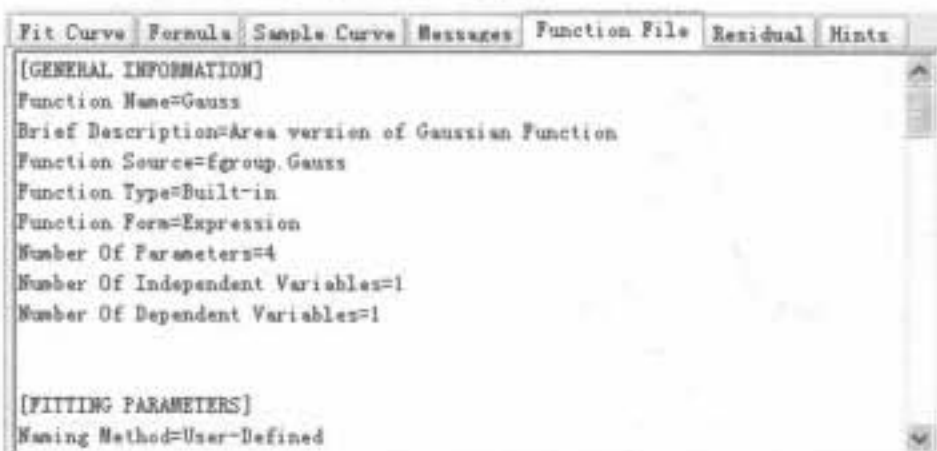 Fit Curve Formula Sample Curve Messages Function File Residual Hints
[GENERAL INFORMATION]
Function Name=Gauss
Brief Description=Area version of Gaussian Function
Function Source=fgroup.Gauss
Function Type=Built-in
Function Form=Expression
Number Of Parameters=4
Number Of Independent Variables=1
Number Of Dependent Variables=1
[FITTING PARAMETERS]
Naming Method=User-Defined